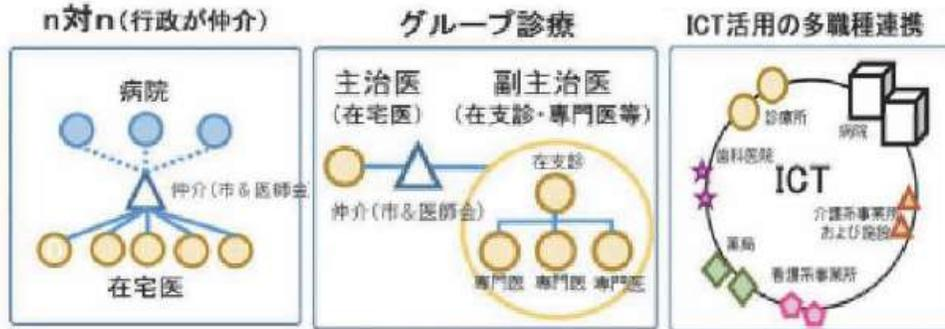 n対n(行政が仲介)
病院
仲介(市&医師会)
在宅医
グループ診療
主治医
(在宅医)
副主治医
(在支診・専門医等)
在支診
仲介(市&医師会)
専門医 専門医 専門医
ICT活用の多職種連携
診療所
病院
歯科医院
ICT
介護系事業所
および施設
薬局
看護系事業所